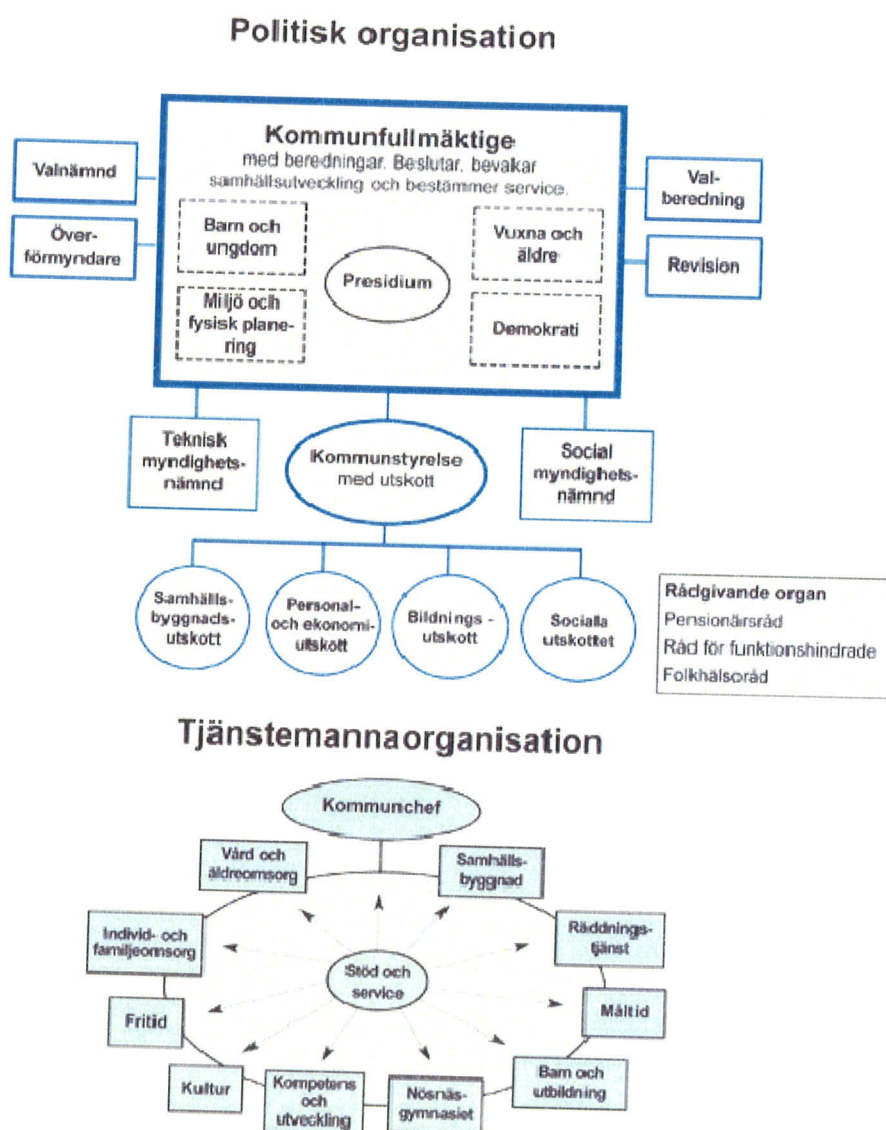 Politisk organisation
Kommunfullmäktige
med beredningar. Beslutar, bevakar
samhällsutveckling och bestämmer service.
Valnämnd
Över-
förmyndare
Barn och
ungdom
Miljö och
fysisk plane-
ring
Presidium
Vuxna och
äldre
Demokrati
Val-
beredning
Revision
Teknisk
myndighets-
nämnd
Kommunstyrelse
med utskott
Social
myndighets-
nämnd
Samhälls-
byggnads-
utskott
Personal-
och ekonomi-
utskott
Bildnings -
utskott
Sociala
utskottet
Rådgivande organ
Pensionärsråd
Råd för funktionshindrade
Folkhälsoråd
Tjänstemannaorganisation
Kommunchef
Vård och
äldreomsorg
Samhälls-
byggnad
Individ- och
familjeomsorg
Räddnings-
tjänst
Stöd och
service
Fritid
Måltid
Kultur
Kompetens
och
utveckling
Nösnäs-
gymnasiet
Barn och
utbildning